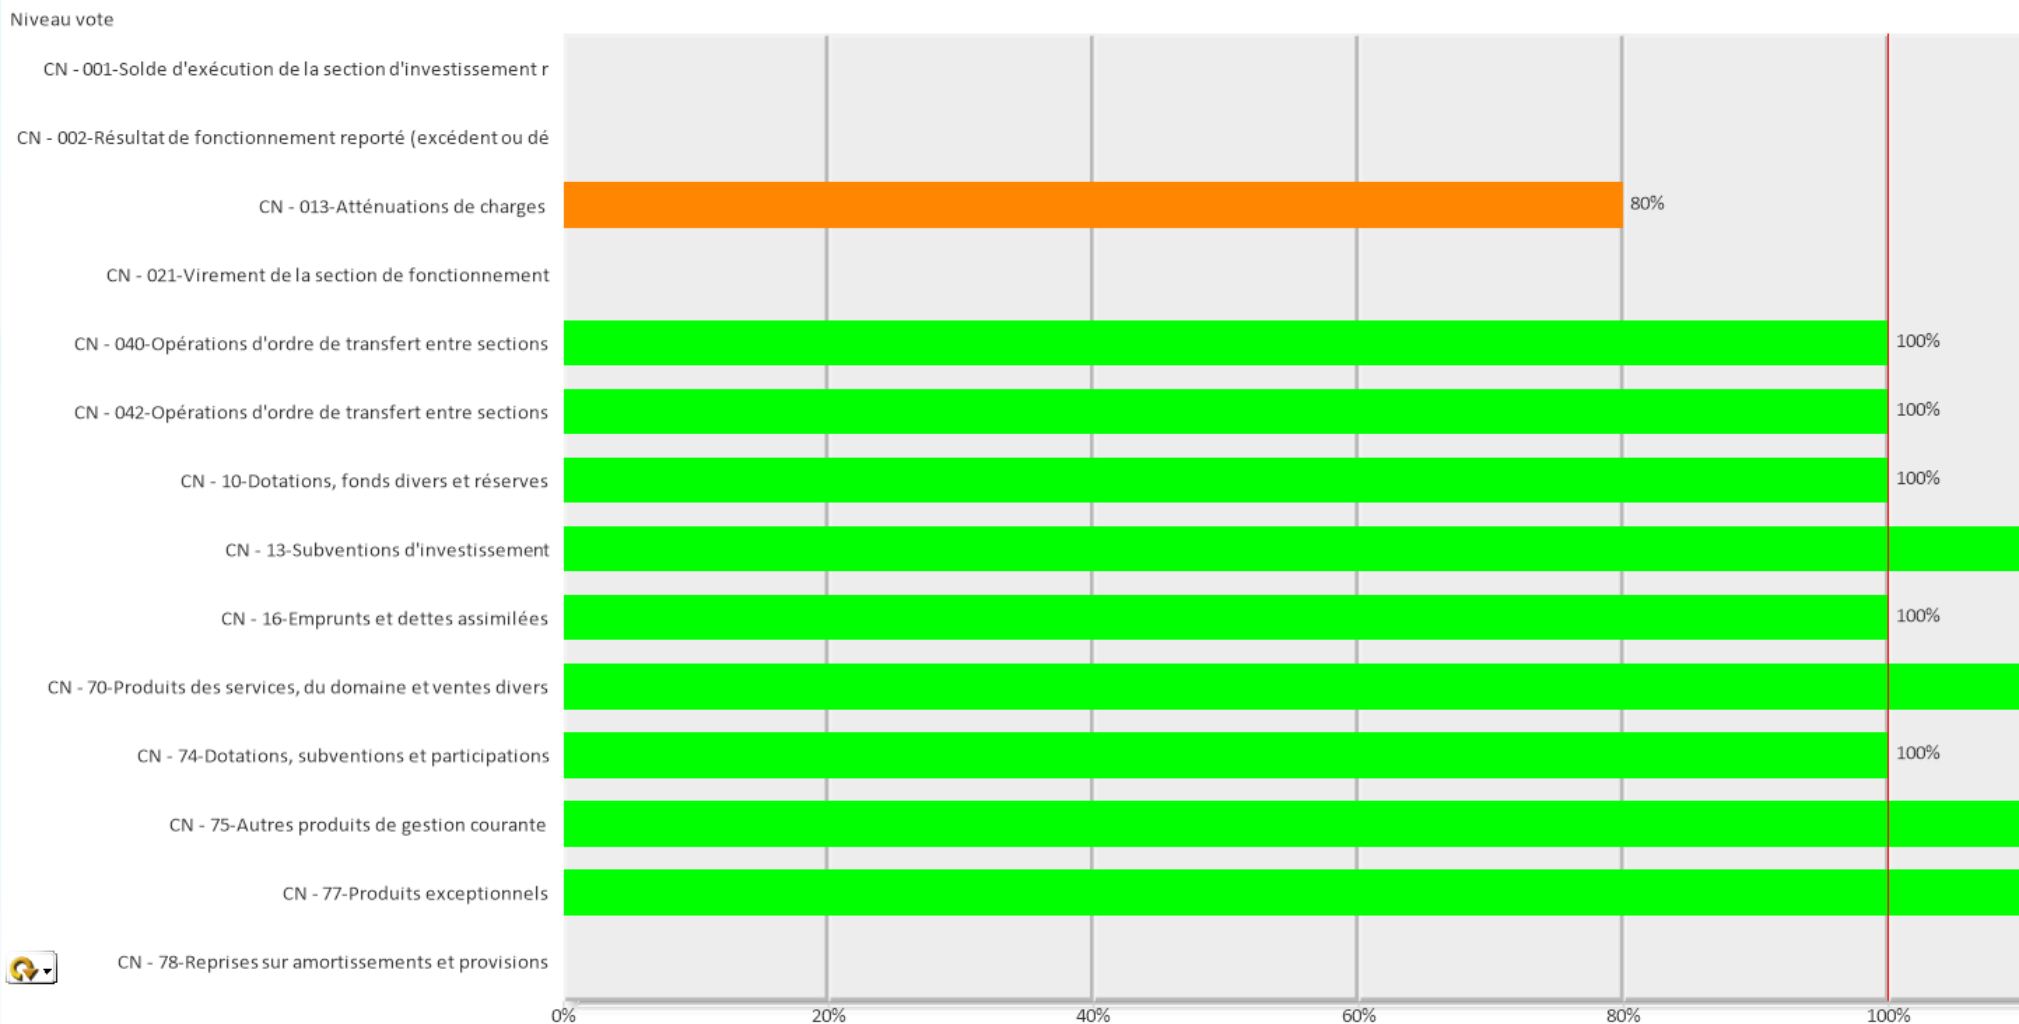 Niveau vote
CN - 001-Solde d'exécution de la section d'investissement r
CN - 002-Résultat de fonctionnement reporté (excédent ou dé
CN - 013-Atténuations de charges
80%
CN - 021-Virement de la section de fonctionnement
CN - 040-Opérations d'ordre de transfert entre sections
100%
CN - 042-Opérations d'ordre de transfert entre sections
100%
CN - 10-Dotations, fonds divers et réserves
100%
CN - 13-Subventions d'investissement
CN - 16-Emprunts et dettes assimilées
100%
CN - 70-Produits des services, du domaine et ventes divers
CN - 74-Dotations, subventions et participations
100%
CN - 75-Autres produits de gestion courante
CN - 77-Produits exceptionnels
CN - 78-Reprises sur amortissements et provisions
0% 20% 40% 60% 80% 100%